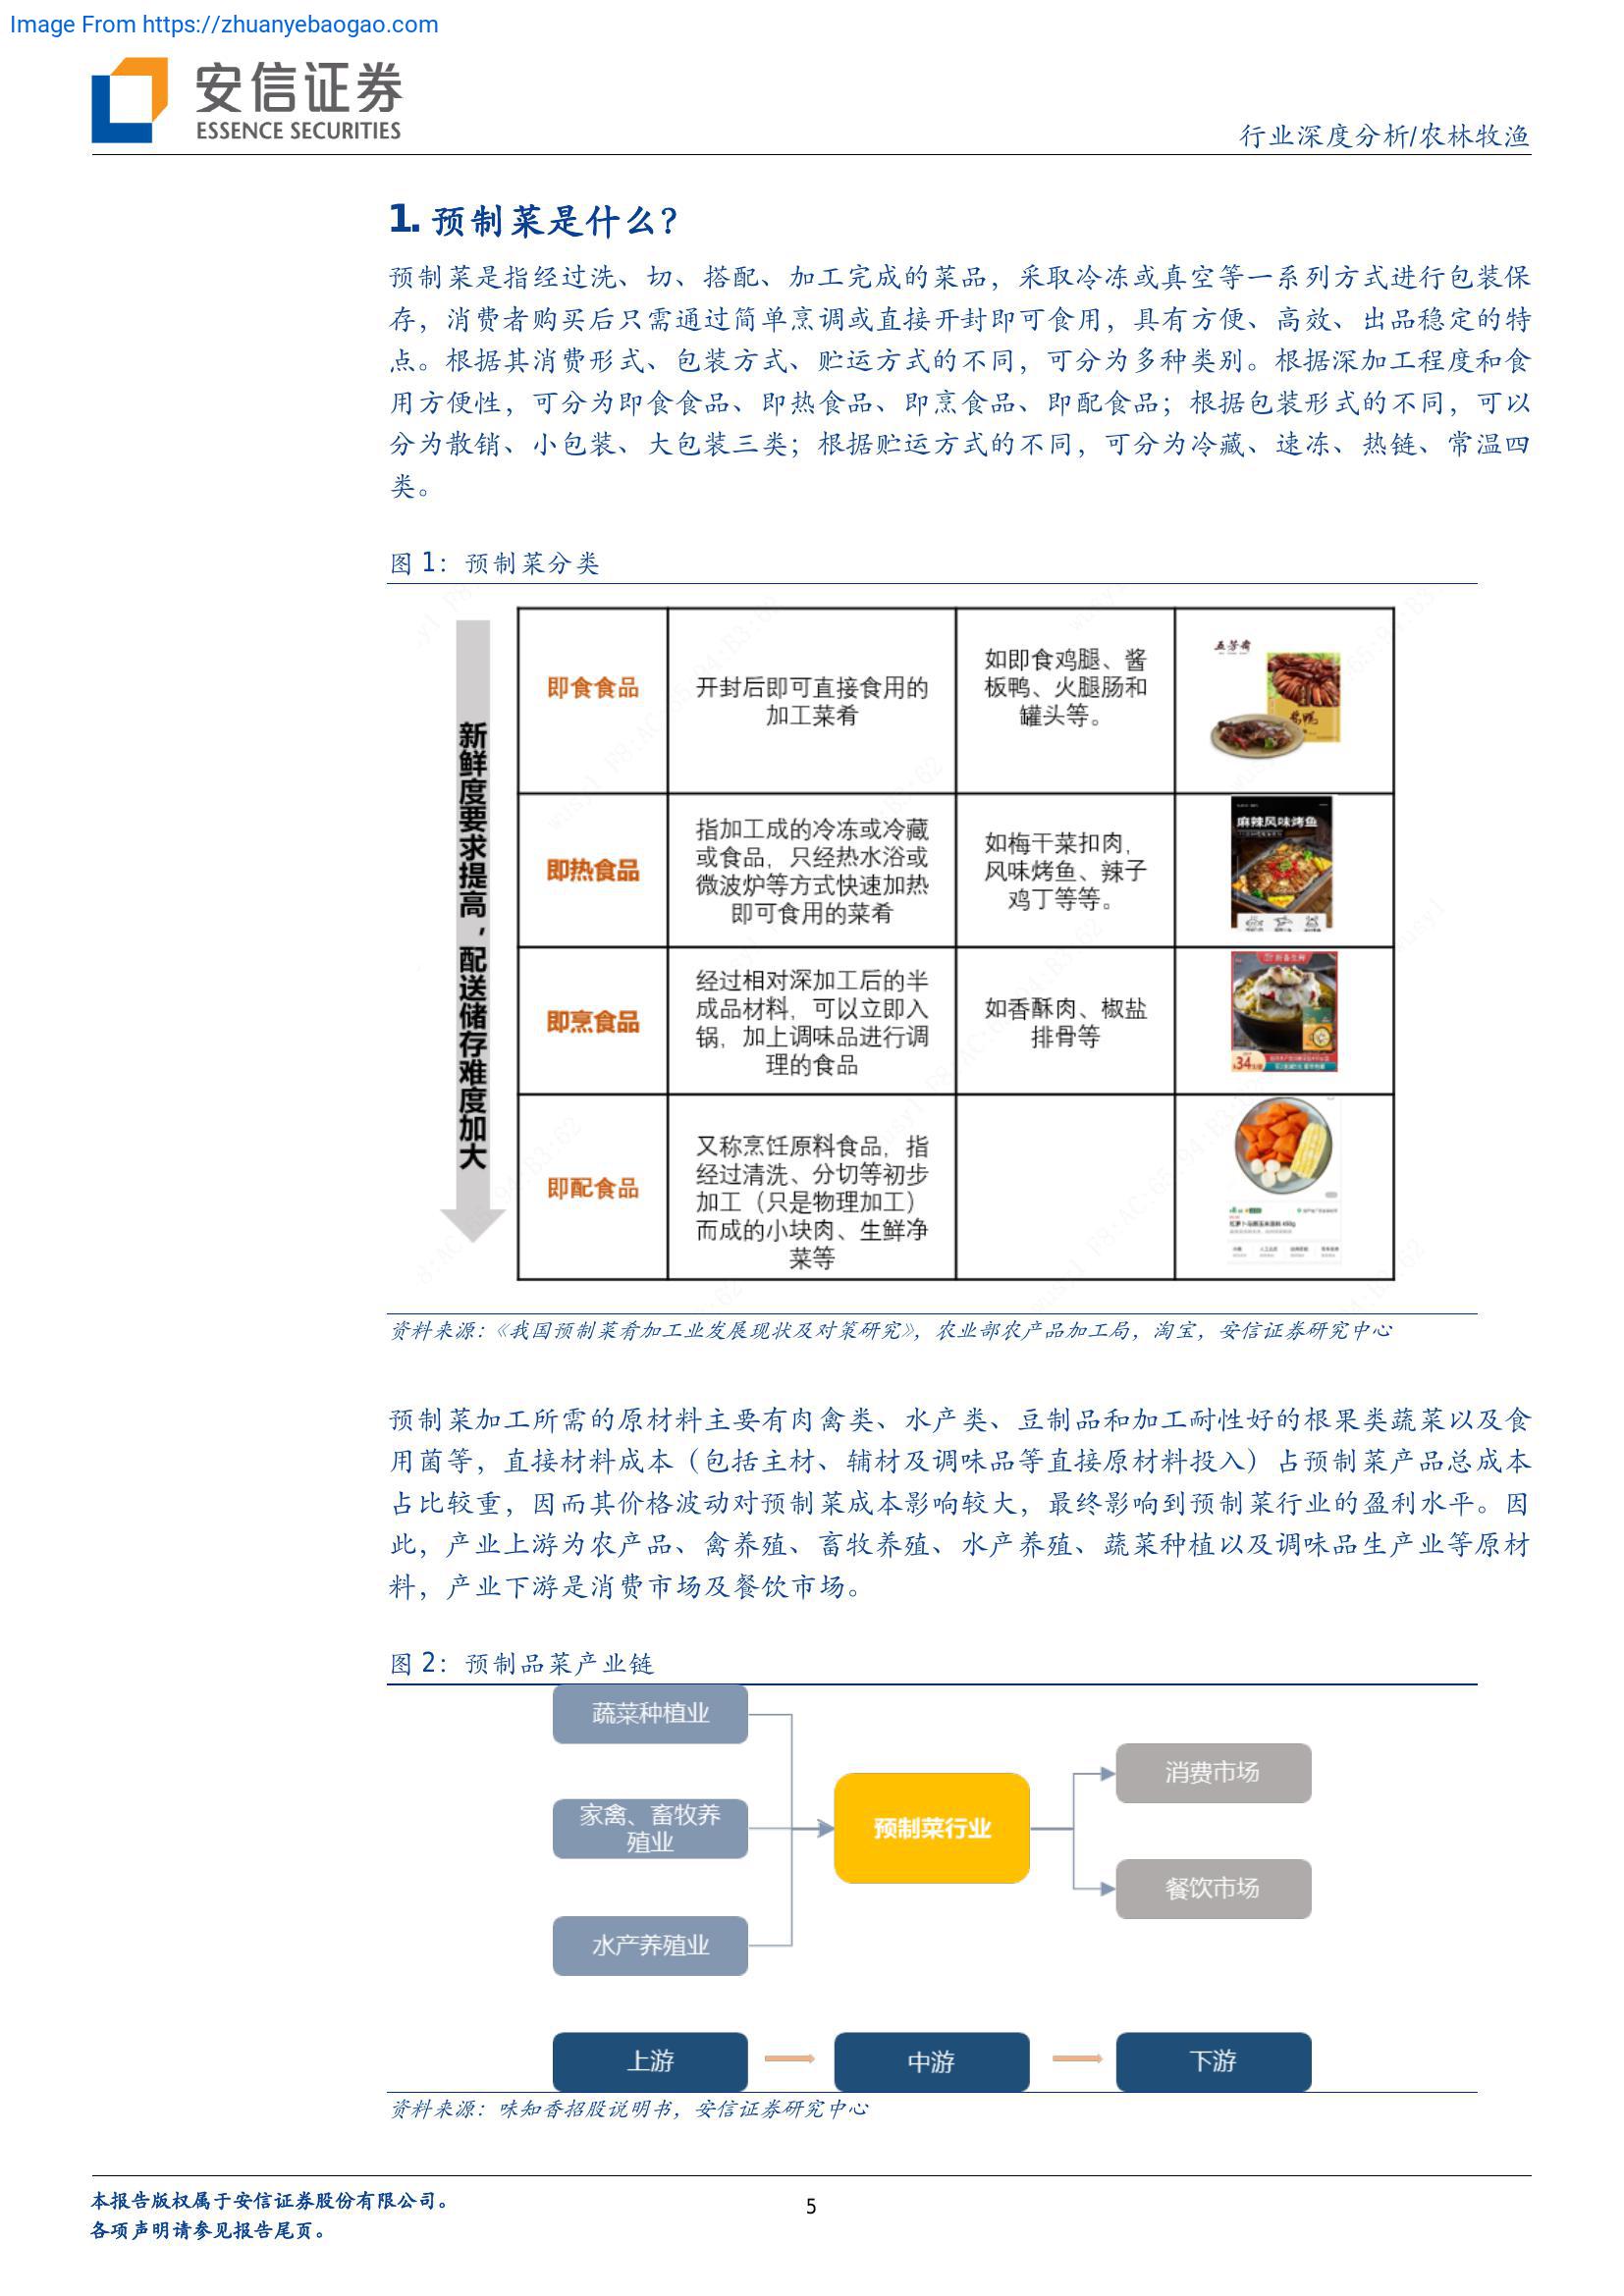 Image From https://zhuanyebaogao.com
安信证券
ESSENCE SECURITIES
行业深度分析/农林牧渔
1. 预制菜是什么?
预制菜是指经过洗、切、搭配、加工完成的菜品，采取冷冻或真空等一系列方式进行包装保
存，消费者购买后只需通过简单烹调或直接开封即可食用，具有方便、高效、出品稳定的特
点。根据其消费形式、包装方式、贮运方式的不同，可分为多种类别。根据深加工程度和食
用方便性，可分为即食食品、即热食品、即烹食品、即配食品；根据包装形式的不同，可以
分为散销、小包装、大包装三类；根据贮运方式的不同，可分为冷藏、速冻、热链、常温四
类。
图 1：预制菜分类
新鲜度要求提高，配送储存难度加大
即食食品
开封后即可直接食用的
加工菜肴
如即食鸡腿、酱
板鸭、火腿肠和
罐头等。
五芳斋
酱鸭
即热食品
指加工成的冷冻或冷藏
或食品，只经热水浴或
微波炉等方式快速加热
即可食用的菜肴
如梅干菜扣肉，
风味烤鱼、辣子
鸡丁等等。
麻辣风味烤鱼
即烹食品
经过相对深加工后的半
成品材料，可以立即入
锅，加上调味品进行调
理的食品
如香酥肉、椒盐
排骨等
34
即配食品
又称烹饪原料食品，指
经过清洗、分切等初步
加工（只是物理加工）
而成的小块肉、生鲜净
菜等
资料来源：《我国预制菜肴加工业发展现状及对策研究》，农业部农产品加工局，淘宝，安信证券研究中心
预制菜加工所需的原材料主要有肉禽类、水产类、豆制品和加工耐性好的根果类蔬菜以及食
用菌等，直接材料成本（包括主材、辅材及调味品等直接原材料投入）占预制菜产品总成本
占比较重，因而其价格波动对预制菜成本影响较大，最终影响到预制菜行业的盈利水平。因
此，产业上游为农产品、禽养殖、畜牧养殖、水产养殖、蔬菜种植以及调味品生产业等原材
料，产业下游是消费市场及餐饮市场。
图 2：预制品菜产业链
蔬菜种植业
家禽、畜牧养
殖业
水产养殖业
预制菜行业
消费市场
餐饮市场
上游
中游
下游
资料来源：味知香招股说明书，安信证券研究中心
本报告版权属于安信证券股份有限公司。
各项声明请参见报告尾页。
5